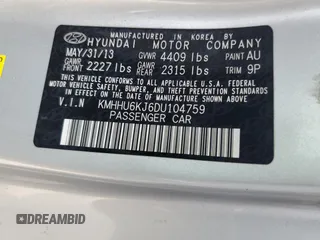 MANUFACTURED IN KOREA BY
HYUNDAI MOTOR COMPANY
MAY/31/13 GVWR 4409 lbs PAINT AU
GAWR FRONT 2227 lbs GAWR REAR 2315 lbs TRIM 9P
THIS VEHICLE CONFORMS TO ALL APPLICABLE
U.S. FEDERAL MOTOR VEHICLE SAFETY, BUMPER,
AND THEFT PREVENTION STANDARDS IN EFFECT ON
THE DATE OF MANUFACTURE SHOWN ABOVE.
V.I.N KMHHU6KJ6DU104759
PASSENGER CAR
DREAMBID